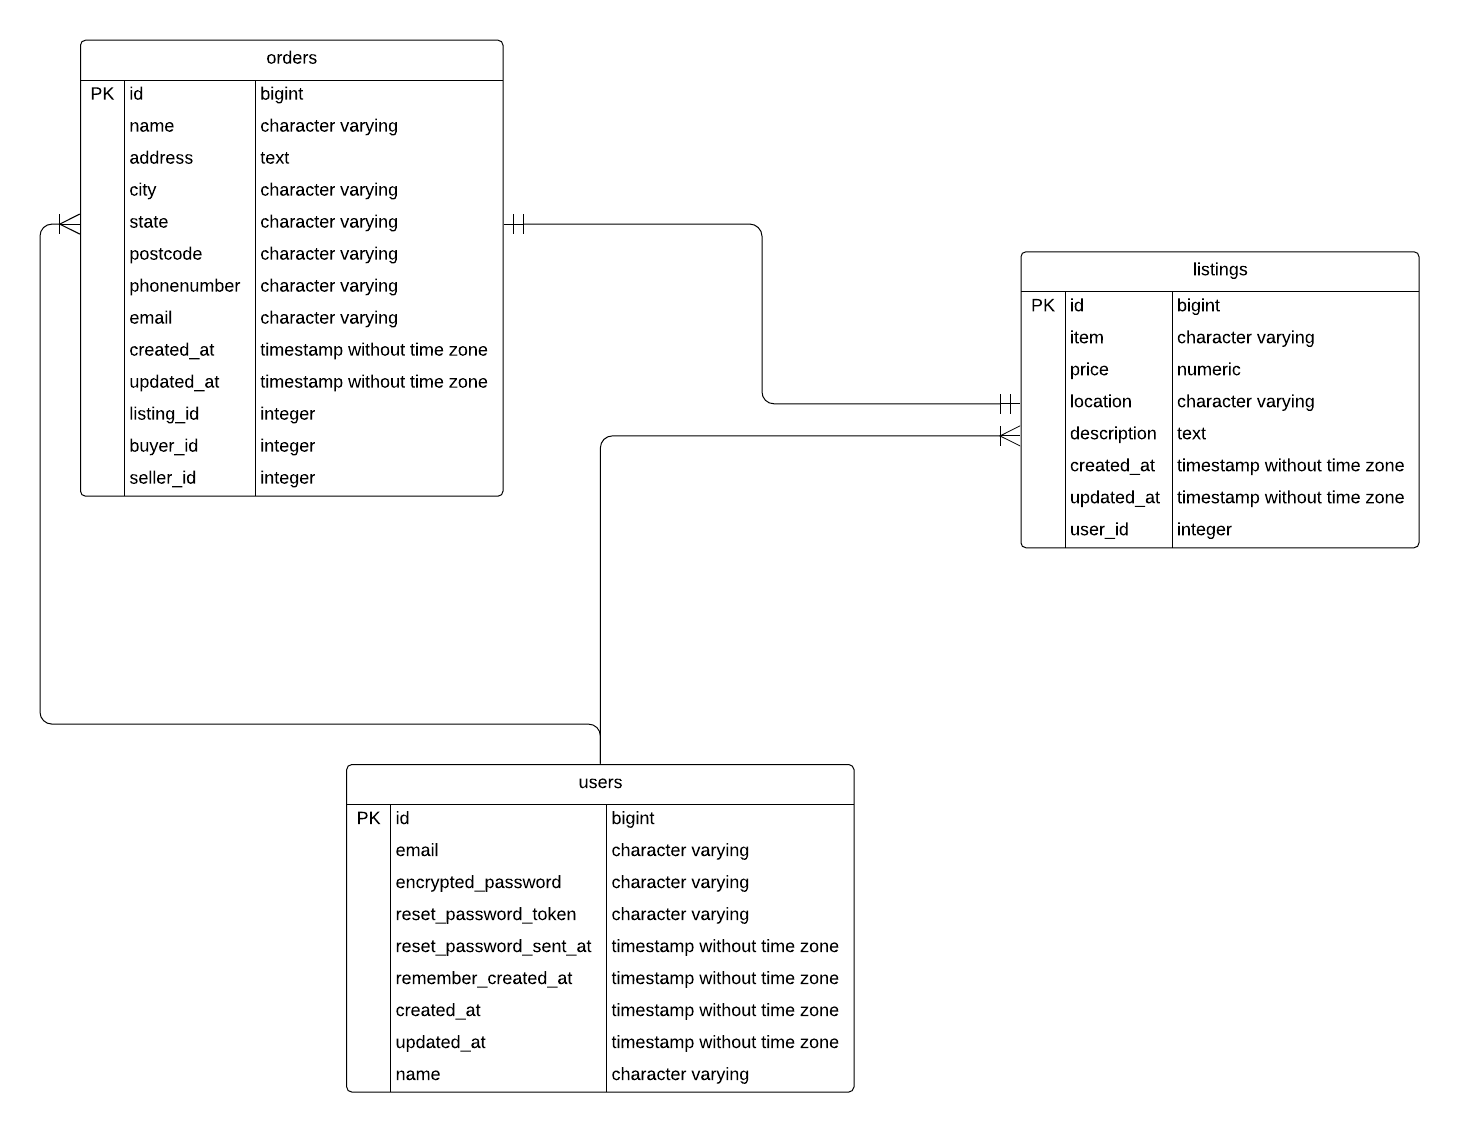 orders
PK id bigint
name character varying
address text
city character varying
state character varying
postcode character varying
phonenumber character varying
email character varying
created_at timestamp without time zone
updated_at timestamp without time zone
listing_id integer
buyer_id integer
seller_id integer
listings
PK id bigint
item character varying
price numeric
location character varying
description text
created_at timestamp without time zone
updated_at timestamp without time zone
user_id integer
users
PK id bigint
email character varying
encrypted_password character varying
reset_password_token character varying
reset_password_sent_at timestamp without time zone
remember_created_at timestamp without time zone
created_at timestamp without time zone
updated_at timestamp without time zone
name character varying